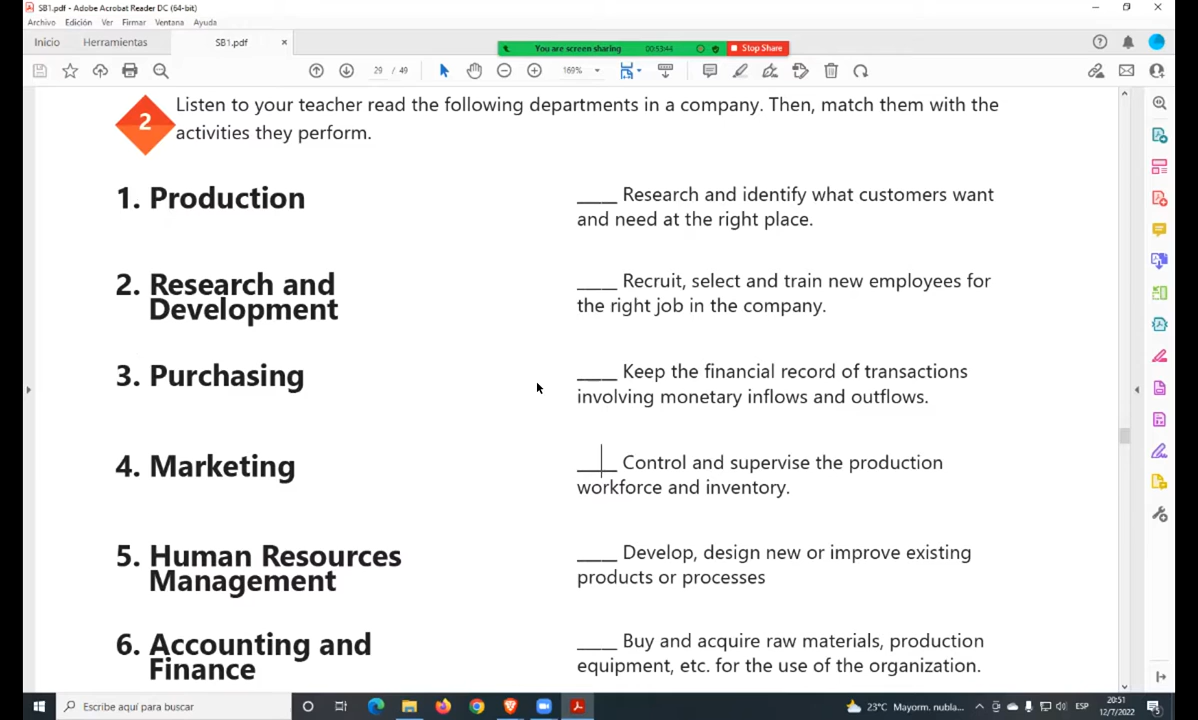 SB1.pdf - Adobe Acrobat Reader DC (64-bit)
Archivo Edición Ver Firmar Ventana Ayuda
Inicio Herramientas SB1.pdf
You are screen sharing 00:53:44 Stop Share
29 / 49 169%
2
Listen to your teacher read the following departments in a company. Then, match them with the
activities they perform.
1. Production
____ Research and identify what customers want
and need at the right place.
2. Research and
Development
____ Recruit, select and train new employees for
the right job in the company.
3. Purchasing
____ Keep the financial record of transactions
involving monetary inflows and outflows.
4. Marketing
____ Control and supervise the production
workforce and inventory.
5. Human Resources
Management
____ Develop, design new or improve existing
products or processes
6. Accounting and
Finance
____ Buy and acquire raw materials, production
equipment, etc. for the use of the organization.
Escribe aquí para buscar
23°C Mayorm. nubla... ESP
20:51
12/7/2022